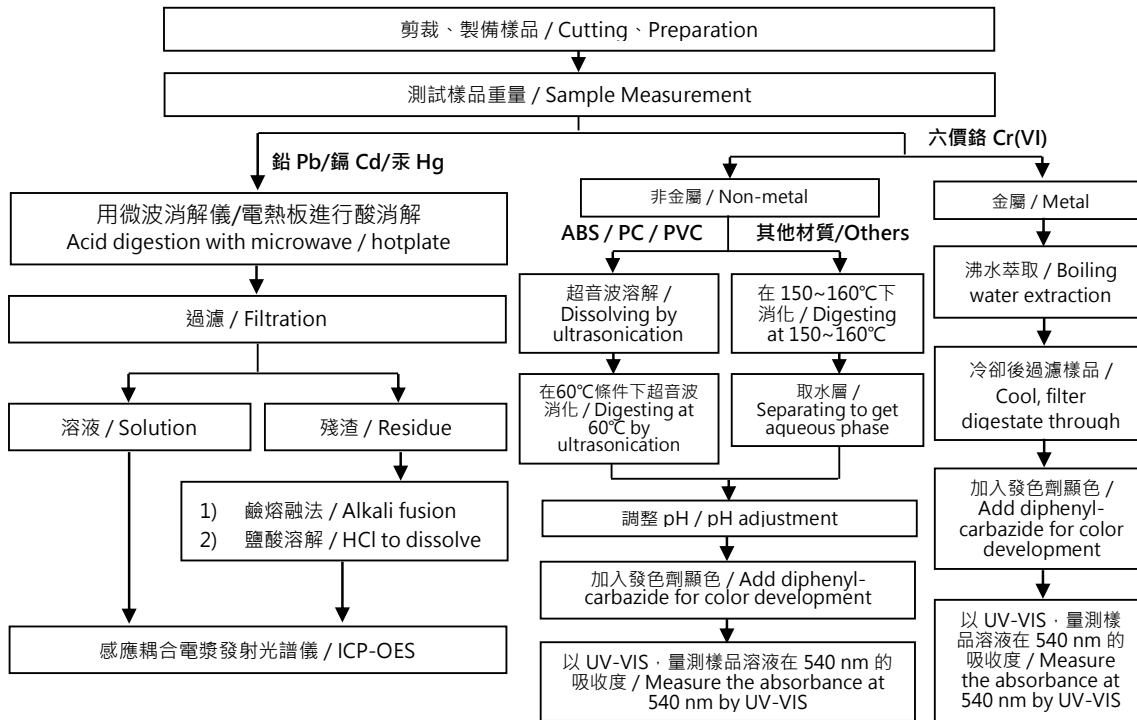 剪裁、製備樣品 / Cutting、Preparation
測試樣品重量 / Sample Measurement
鉛 Pb/鎘 Cd/汞 Hg
六價鉻 Cr(VI)
用微波消解儀/電熱板進行酸消解
Acid digestion with microwave / hotplate
過濾 / Filtration
溶液 / Solution
殘渣 / Residue
1) 鹼熔融法 / Alkali fusion
2) 鹽酸溶解 / HCl to dissolve
感應耦合電漿發射光譜儀 / ICP-OES
非金屬 / Non-metal
ABS / PC / PVC
其他材質/Others
超音波溶解 /
Dissolving by
ultrasonication
在60℃條件下超音波
消化 / Digesting at
60℃ by
ultrasonication
在 150~160℃下
消化 / Digesting
at 150~160℃
取水層 /
Separating to get
aqueous phase
調整 pH / pH adjustment
加入發色劑顯色 / Add diphenyl-
carbazide for color development
以 UV-VIS，量測樣品溶液在 540 nm 的
吸收度 / Measure the absorbance at
540 nm by UV-VIS
金屬 / Metal
沸水萃取 / Boiling
water extraction
冷卻後過濾樣品 /
Cool, filter
digestate through
加入發色劑顯色 /
Add diphenyl-
carbazide for color
development
以 UV-VIS，量測樣
品溶液在 540 nm 的
吸收度 / Measure
the absorbance at
540 nm by UV-VIS